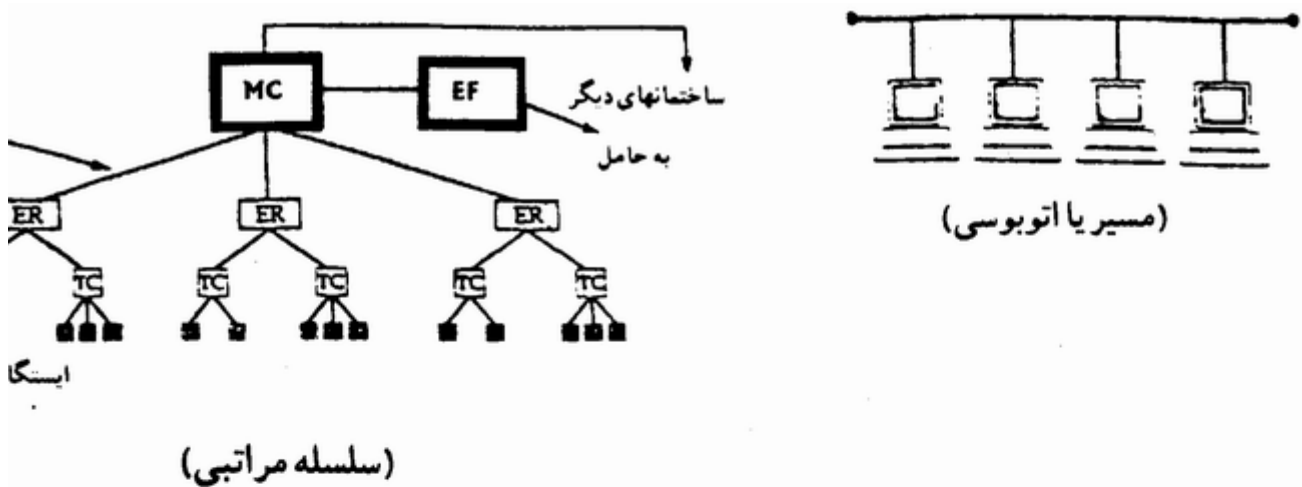 MC
EF
ساختمانهای دیگر
به حامل
ER
ER
ER
TC
TC
TC
TC
TC
(سلسله مراتبی)
(مسیر یا اتوبوسی)